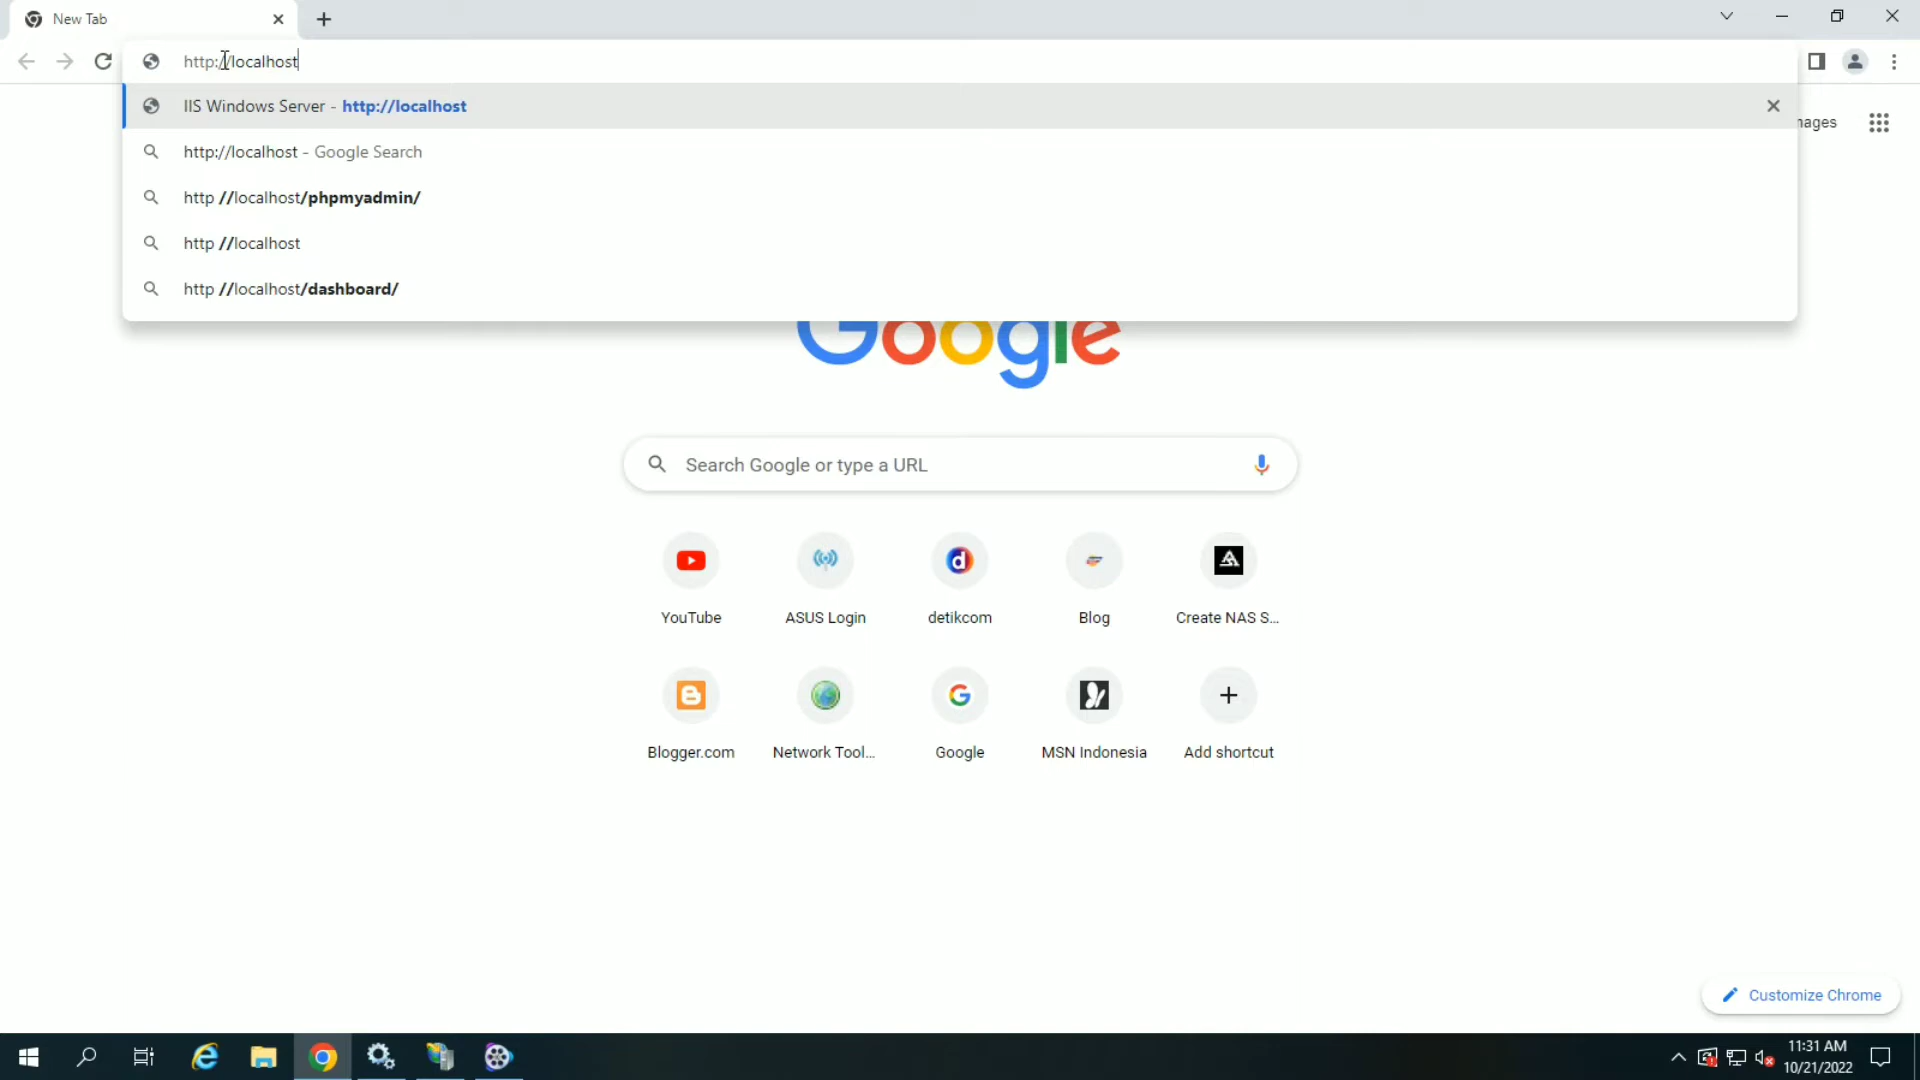 New Tab
http://localhost
IIS Windows Server - http://localhost
http://localhost - Google Search
http //localhost/phpmyadmin/
http //localhost
http //localhost/dashboard/
Google
Search Google or type a URL
YouTube
ASUS Login
detikcom
Blog
Create NAS S...
Blogger.com
Network Tool...
Google
MSN Indonesia
Add shortcut
Customize Chrome
11:31 AM
10/21/2022